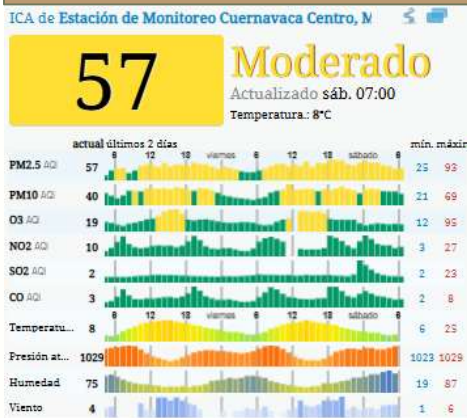 ICA de Estación de Monitoreo Cuernavaca Centro, M
57
Moderado
Actualizado sáb. 07:00
Temperatura.: 8°C
actual últimos 2 días mín. máxin
6 12 18 viernes 6 12 18 sábado 6
PM2.5 AQI 57 25 93
PM10 AQI 40 21 69
O3 AQI 19 12 95
NO2 AQI 10 3 27
SO2 AQI 2 2 23
CO AQI 3 2 8
6 12 18 viernes 6 12 18 sábado 6
Temperatu... 8 6 25
Presión at... 1029 1023 1029
Humedad 75 19 87
Viento 4 1 6